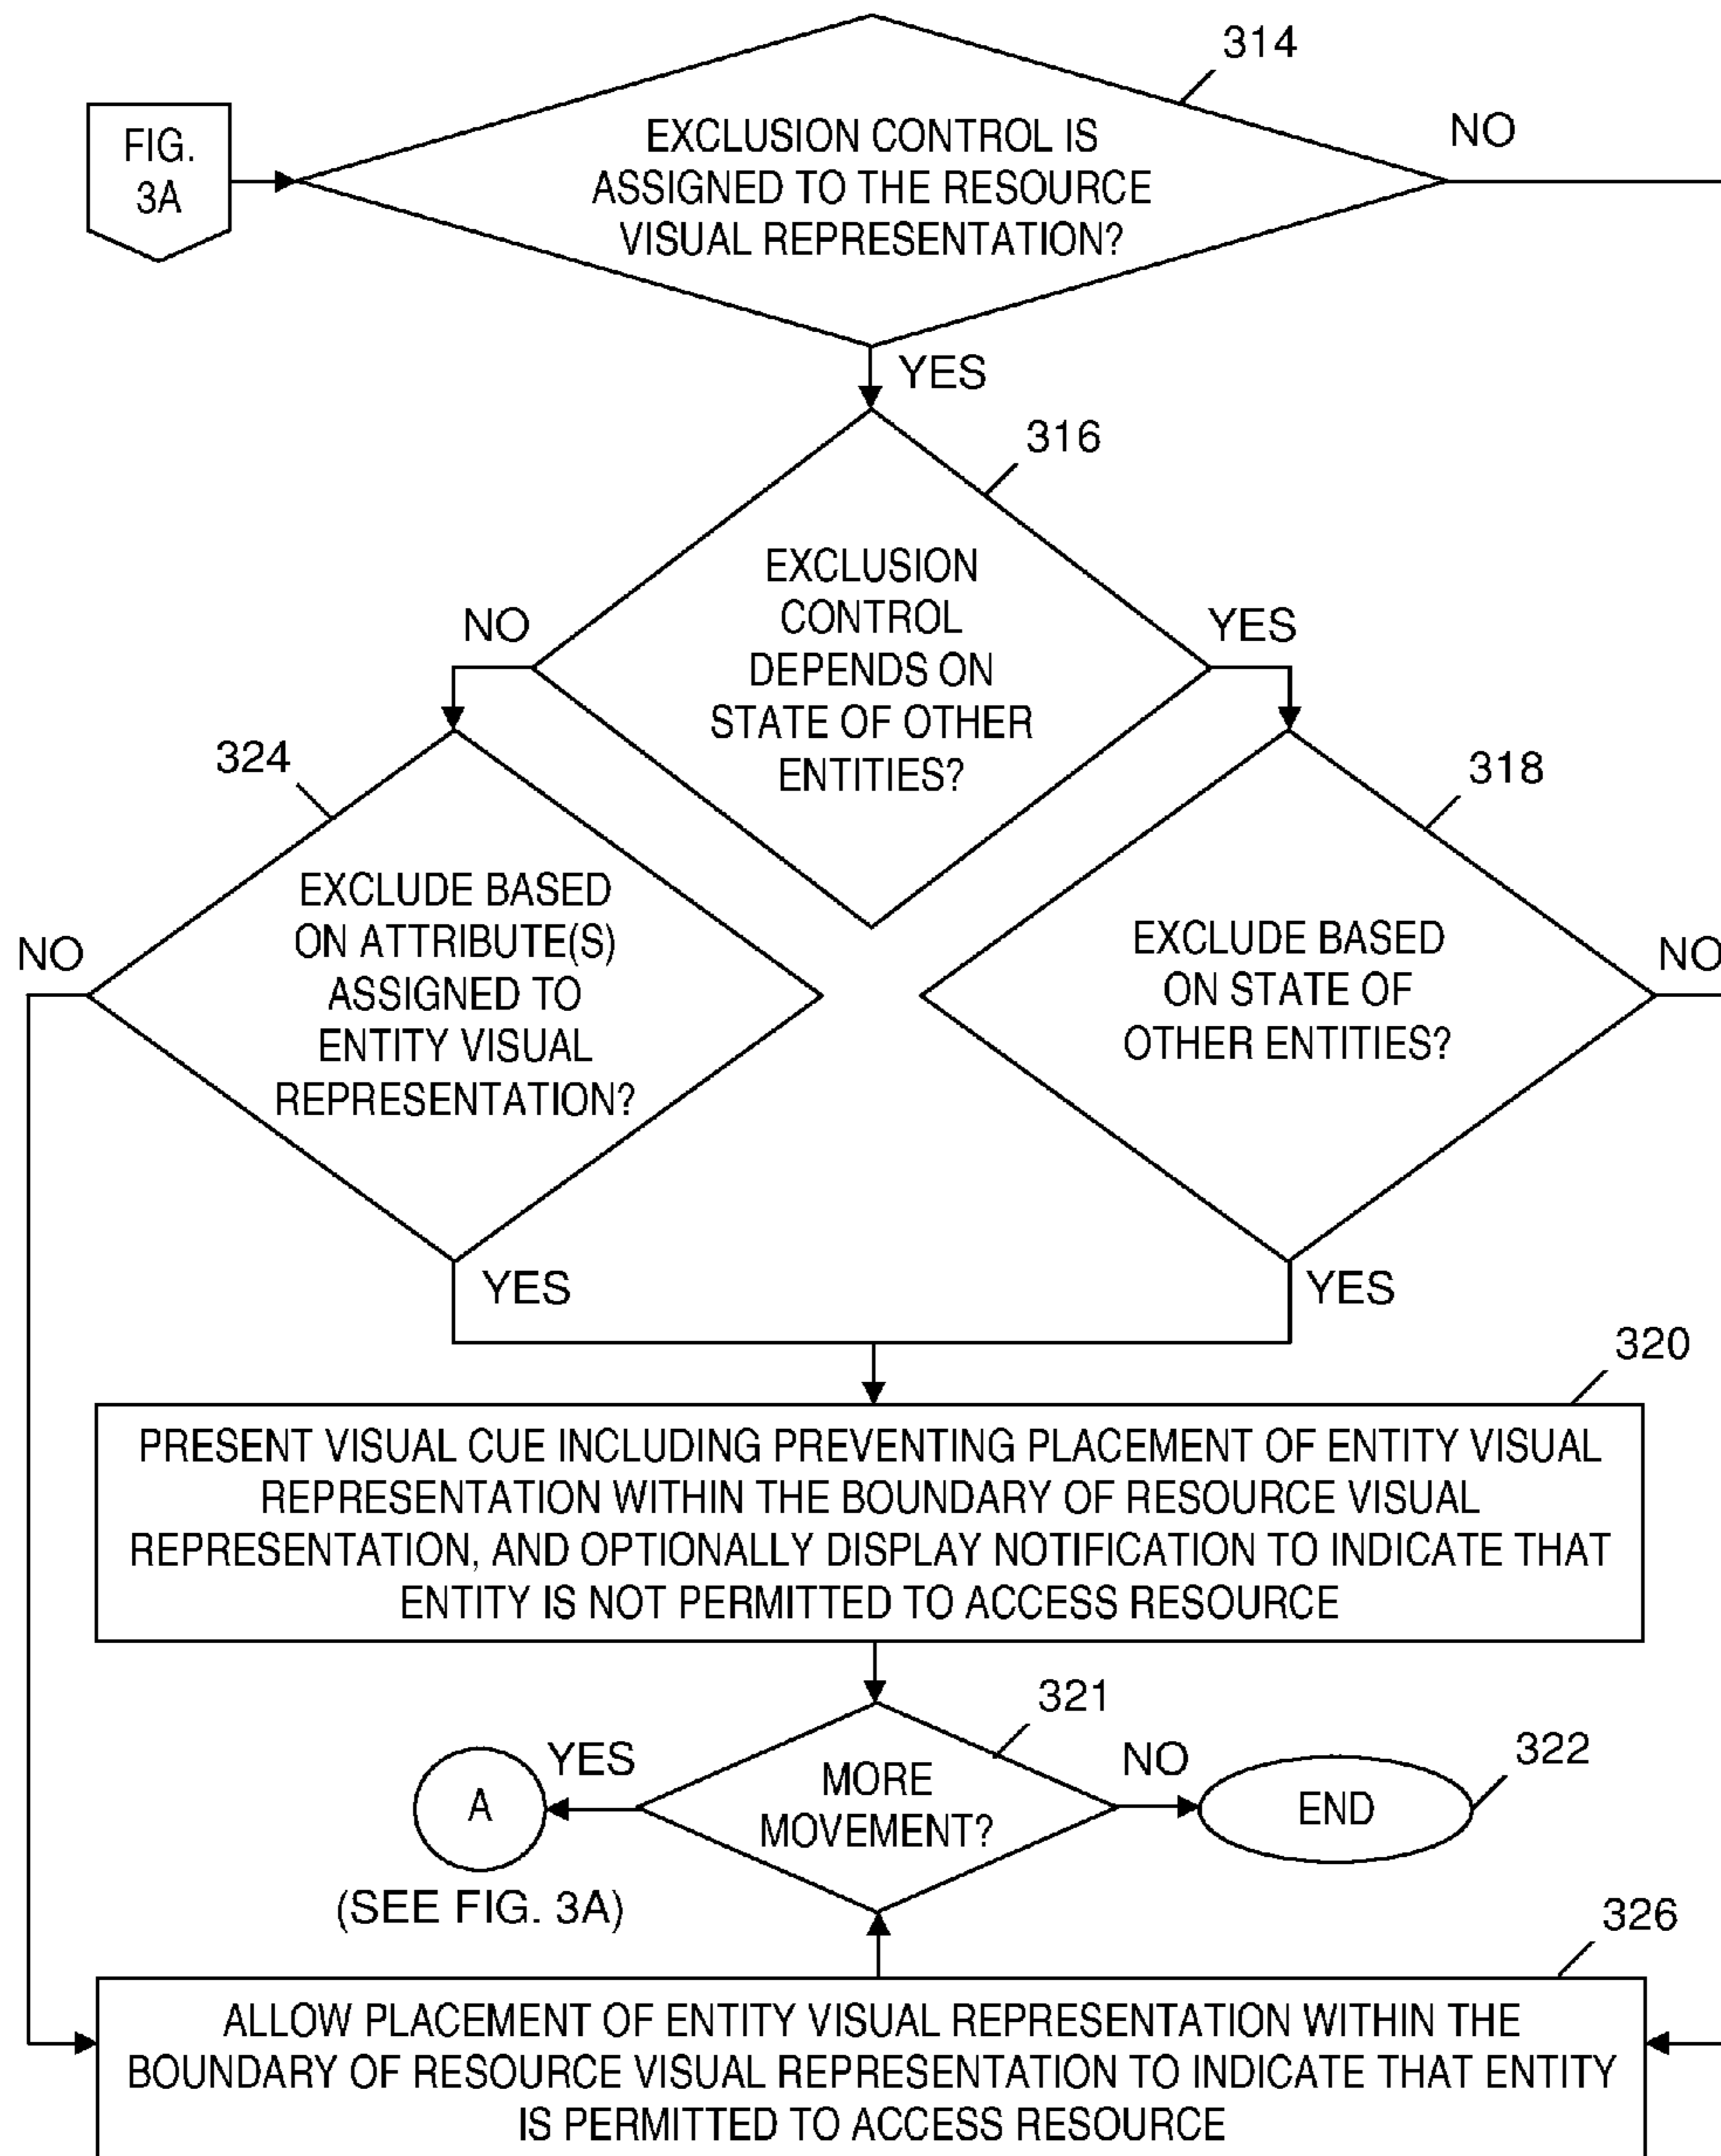 314
FIG.
3A
EXCLUSION CONTROL IS
ASSIGNED TO THE RESOURCE
VISUAL REPRESENTATION?
NO
YES
316
EXCLUSION
CONTROL
DEPENDS ON
STATE OF OTHER
ENTITIES?
NO
YES
324
EXCLUDE BASED
ON ATTRIBUTE(S)
ASSIGNED TO
ENTITY VISUAL
REPRESENTATION?
NO
YES
318
EXCLUDE BASED
ON STATE OF
OTHER ENTITIES?
NO
YES
320
PRESENT VISUAL CUE INCLUDING PREVENTING PLACEMENT OF ENTITY VISUAL
REPRESENTATION WITHIN THE BOUNDARY OF RESOURCE VISUAL
REPRESENTATION, AND OPTIONALLY DISPLAY NOTIFICATION TO INDICATE THAT
ENTITY IS NOT PERMITTED TO ACCESS RESOURCE
321
MORE
MOVEMENT?
YES
A
(SEE FIG. 3A)
NO
322
END
326
ALLOW PLACEMENT OF ENTITY VISUAL REPRESENTATION WITHIN THE
BOUNDARY OF RESOURCE VISUAL REPRESENTATION TO INDICATE THAT ENTITY
IS PERMITTED TO ACCESS RESOURCE